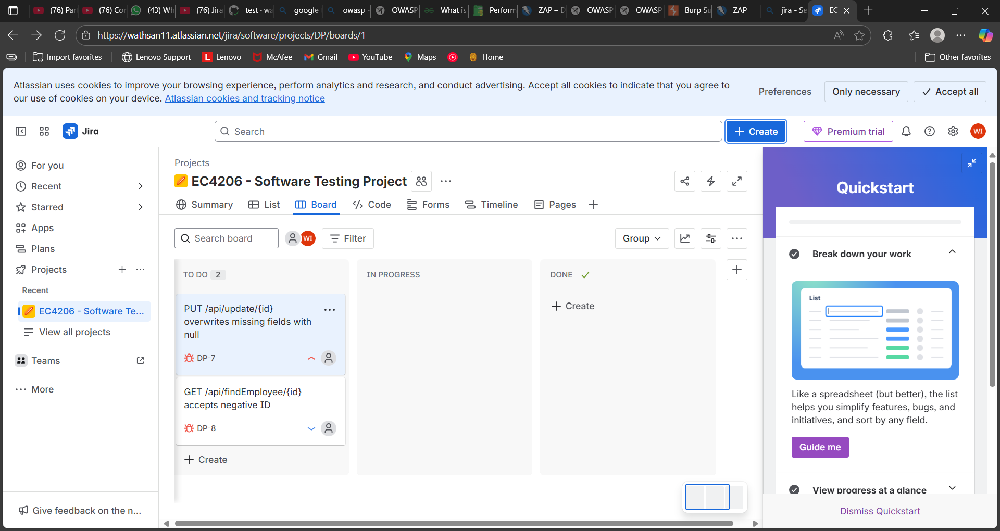 (76) Par
(76) Cor
(43) Wh
(76) Jira
test · wa
google
owasp -
OWASP
What is
Perform
ZAP – D
OWASP
OWASP
Burp Su
ZAP
jira - Se
EC
https://wathsan11.atlassian.net/jira/software/projects/DP/boards/1
Import favorites
Lenovo Support
Lenovo
McAfee
Gmail
YouTube
Maps
Home
Other favorites
Atlassian uses cookies to improve your browsing experience, perform analytics and research, and conduct advertising. Accept all cookies to indicate that you agree to
our use of cookies on your device. Atlassian cookies and tracking notice
Preferences
Only necessary
Accept all
Jira
Search
Create
Premium trial
WI
For you
Recent
Starred
Apps
Plans
Projects
Recent
EC4206 - Software Te...
View all projects
Teams
More
Give feedback on the n...
Projects
EC4206 - Software Testing Project
Summary
List
Board
Code
Forms
Timeline
Pages
Search board
WI
Filter
Group
TO DO 2
PUT /api/update/{id}
overwrites missing fields with
null
DP-7
GET /api/findEmployee/{id}
accepts negative ID
DP-8
Create
IN PROGRESS
DONE
Create
Quickstart
Break down your work
List
Like a spreadsheet (but better), the list
helps you simplify features, bugs, and
initiatives, and sort by any field.
Guide me
View progress at a glance
Dismiss Quickstart